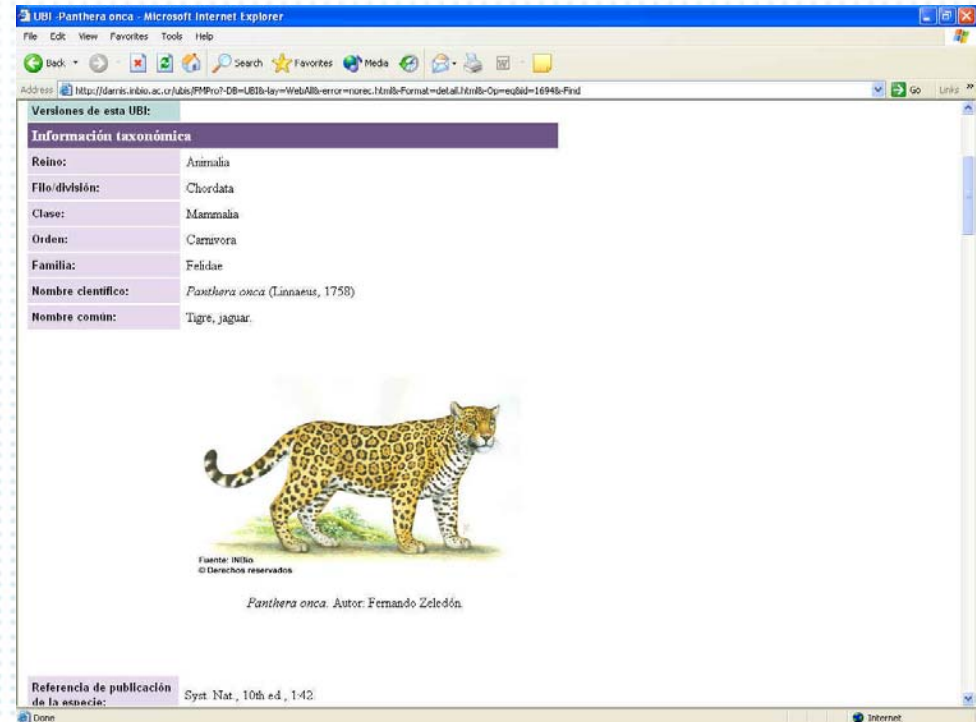 UBI -Panthera onca - Microsoft Internet Explorer
File Edit View Favorites Tools Help
Back Search Favorites Media
Address http://darnis.inbio.ac.cr/ubis/FMPro?-DB=UBI&-lay=WebAll&-error=norec.html&-Format=detail.html&-Op=eq&id=1694&-Find Go Links »
Versiones de esta UBI:
Información taxonómica
Reino: Animalia
Filo/división: Chordata
Clase: Mammalia
Orden: Carnivora
Familia: Felidae
Nombre científico: Panthera onca (Linnaeus, 1758)
Nombre común: Tigre, jaguar.
Fuente: INBio
© Derechos reservados
Panthera onca. Autor: Fernando Zeledón.
Referencia de publicación
de la especie: Syst. Nat., 10th ed., 1:42.
Done Internet